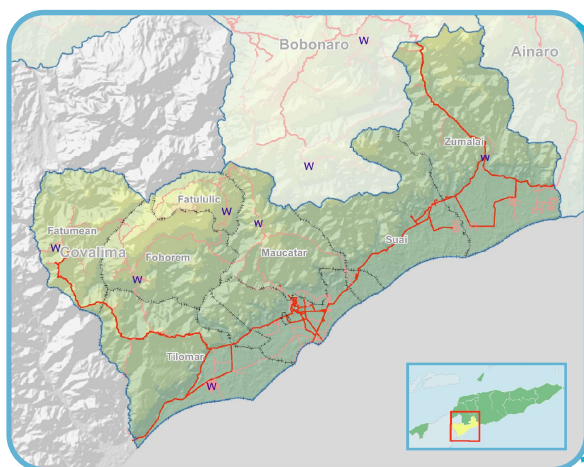 Bobonaro
W
Ainaro
Zumalai
W
W
Fatululic
W
W
Fatumean
W
Covalima
Fohorem
Maucatar
Suai
W
Tilomar
W